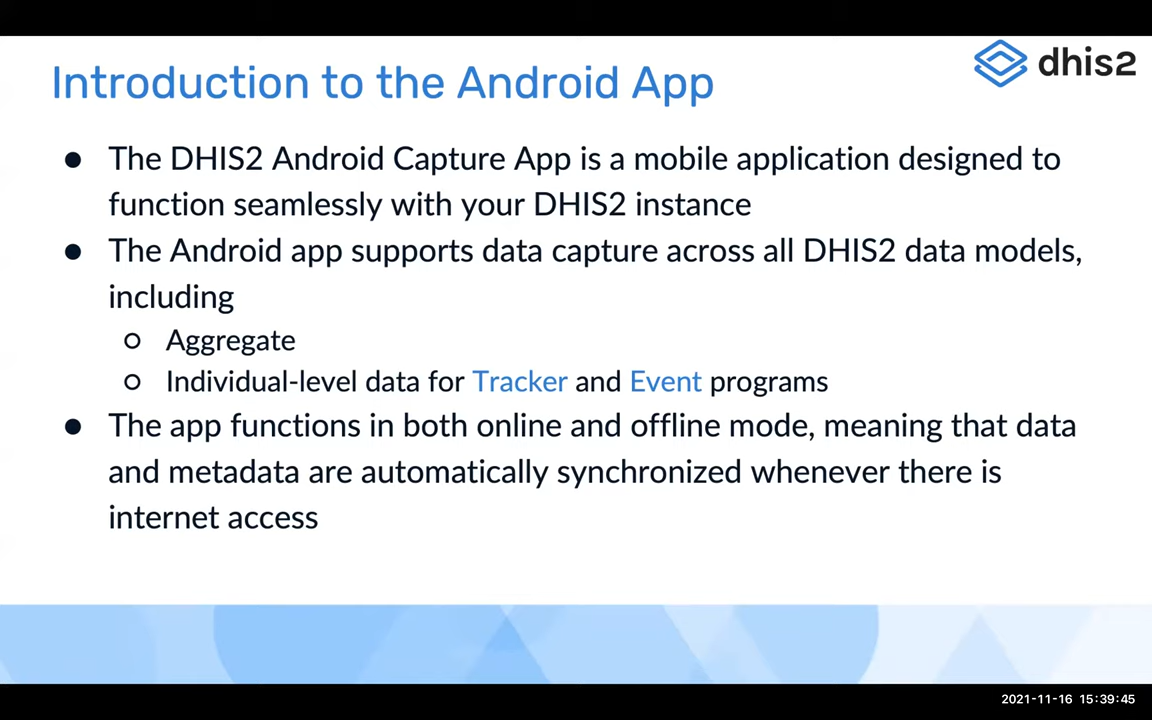 dhis2
Introduction to the Android App
● The DHIS2 Android Capture App is a mobile application designed to
function seamlessly with your DHIS2 instance
● The Android app supports data capture across all DHIS2 data models,
including
○ Aggregate
○ Individual-level data for Tracker and Event programs
● The app functions in both online and offline mode, meaning that data
and metadata are automatically synchronized whenever there is
internet access
2021-11-16 15:39:45